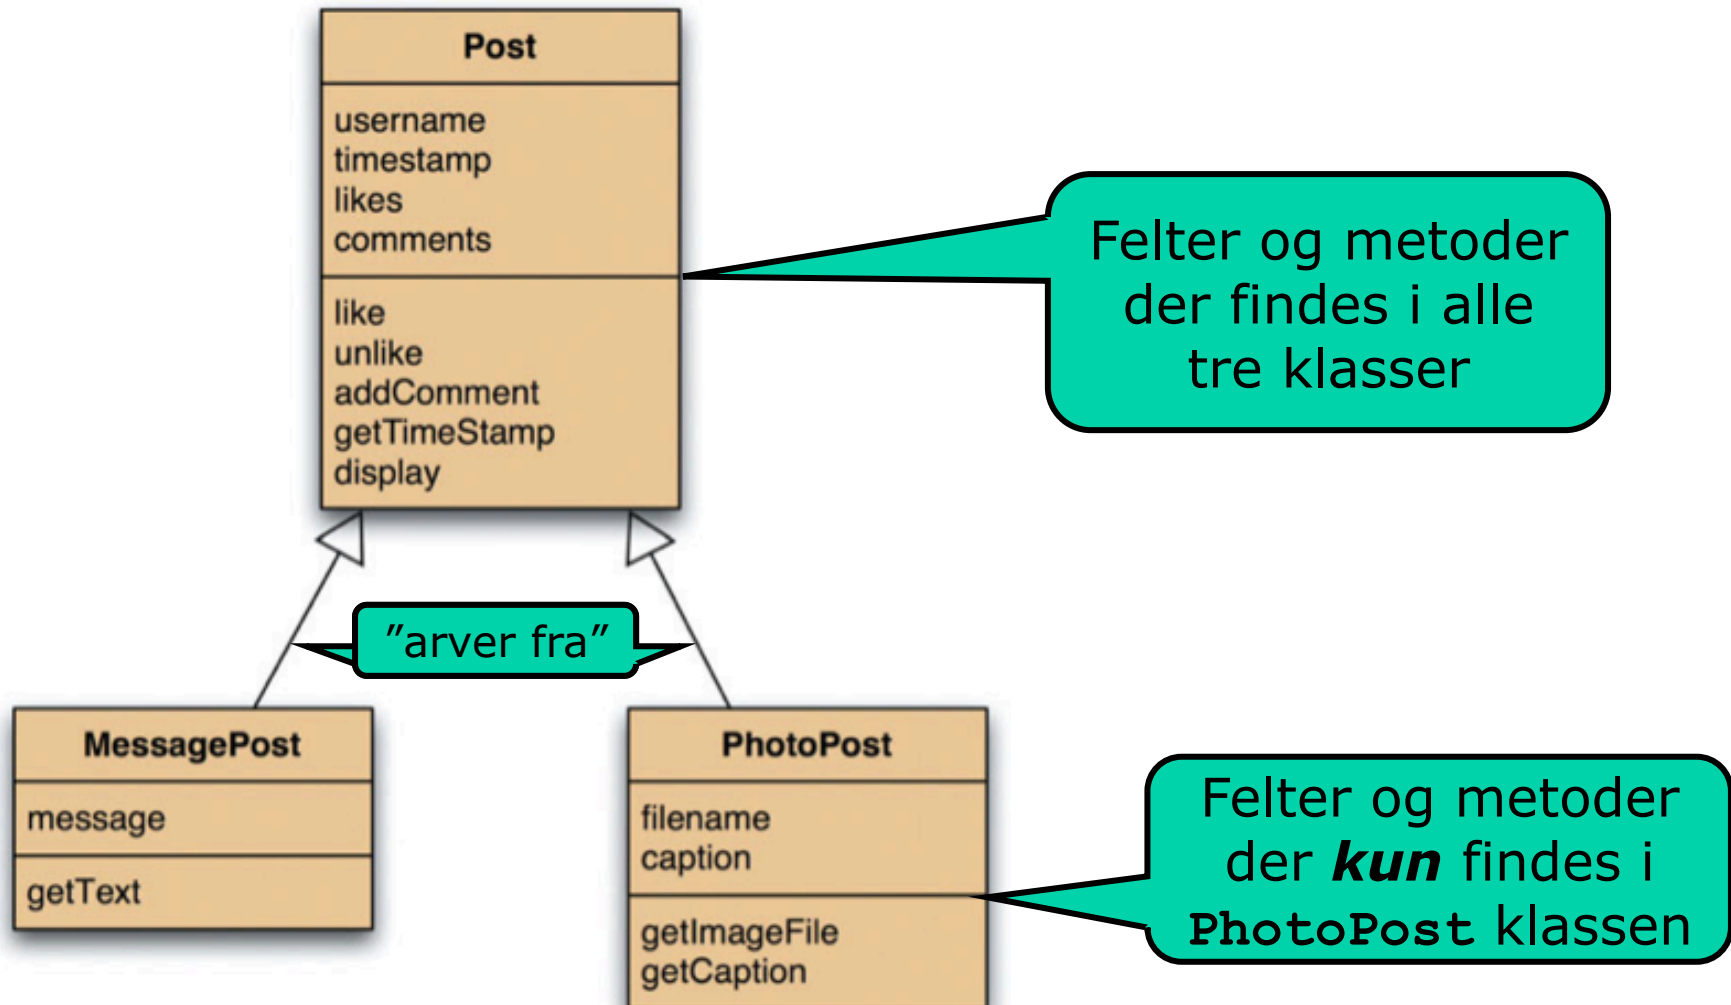 Post
username
timestamp
likes
comments
like
unlike
addComment
getTimeStamp
display
Felter og metoder
der findes i alle
tre klasser
”arver fra”
MessagePost
message
getText
PhotoPost
filename
caption
getImageFile
getCaption
Felter og metoder
der kun findes i
PhotoPost klassen